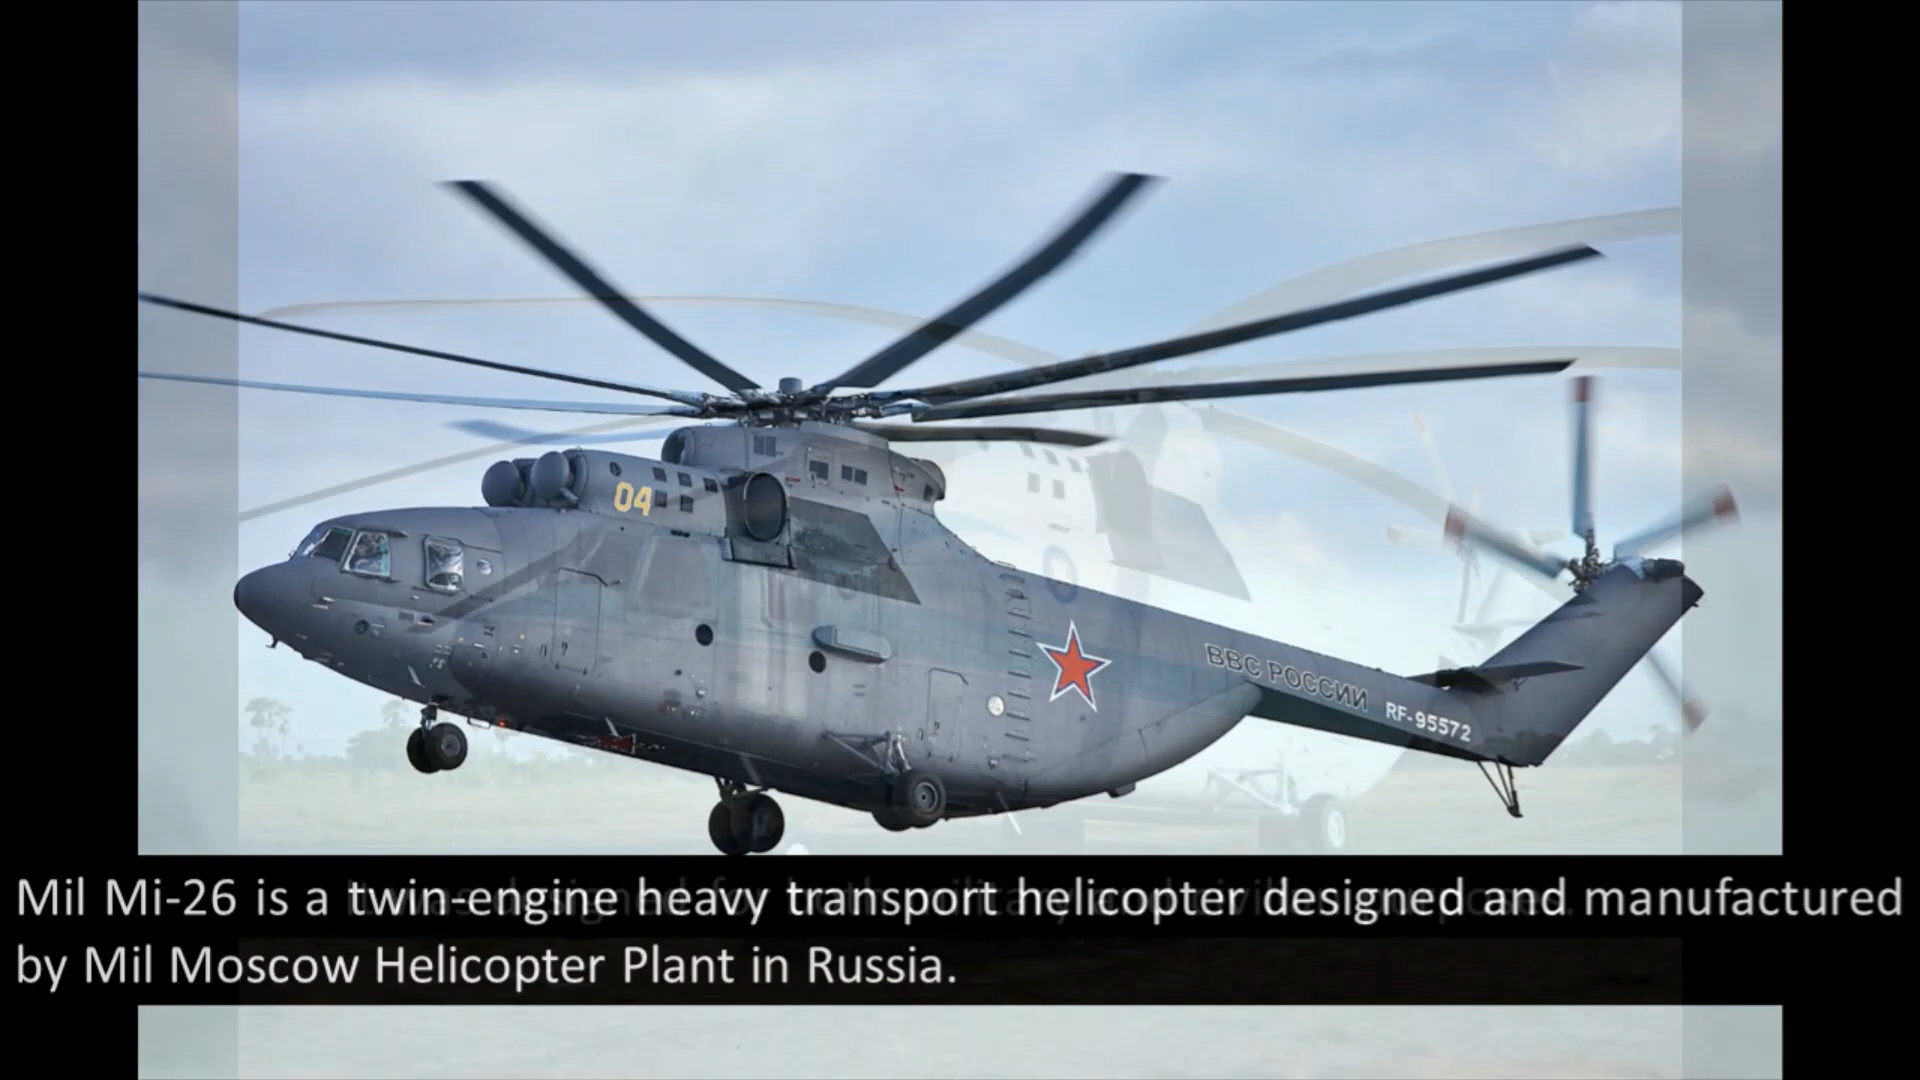 04
ВВС РОССИИ
RF-95572
Mil Mi-26 is a twin-engine heavy transport helicopter designed and manufactured
by Mil Moscow Helicopter Plant in Russia.